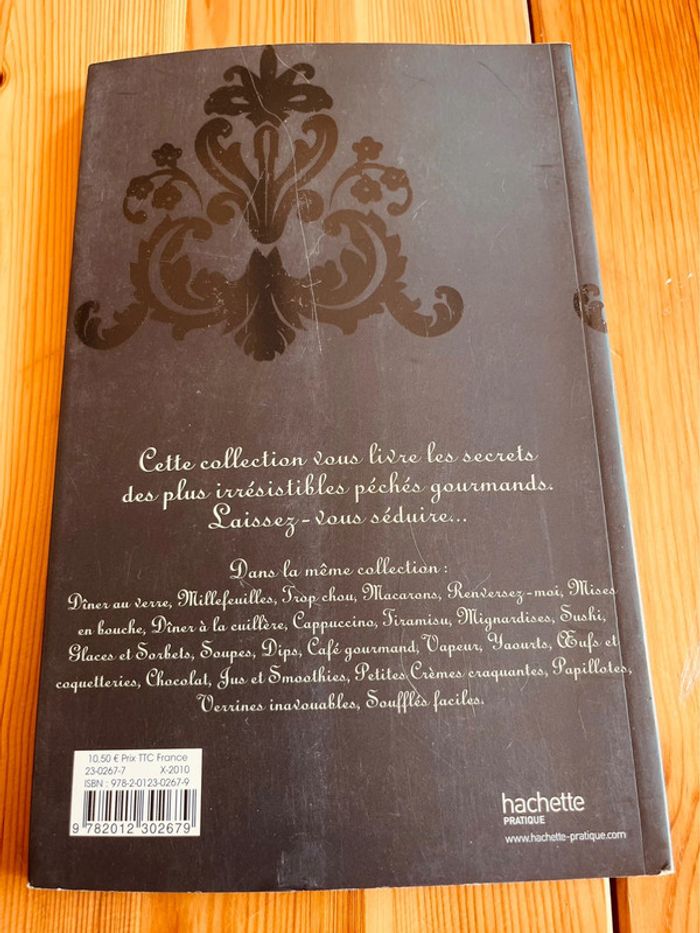 Cette collection vous livre les secrets
des plus irrésistibles péchés gourmands.
Laissez-vous séduire...
Dans la même collection :
Dîner au verre, Millefeuilles, Trop chou, Macarons, Renversez-moi, Mises
en bouche, Dîner à la cuillère, Cappuccino, Tiramisu, Mignardises, Sushi,
Glaces et Sorbets, Soupes, Dips, Café gourmand, Vapeur, Yaourts, Œufs et
coquetteries, Chocolat, Jus et Smoothies, Petites Crèmes craquantes, Papillotes,
Verrines inavouables, Soufflés faciles.
10,50 € Prix TTC France
23-0267-7 X-2010
ISBN : 978-2-0123-0267-9
9 782012 302679
hachette
PRATIQUE
www.hachette-pratique.com